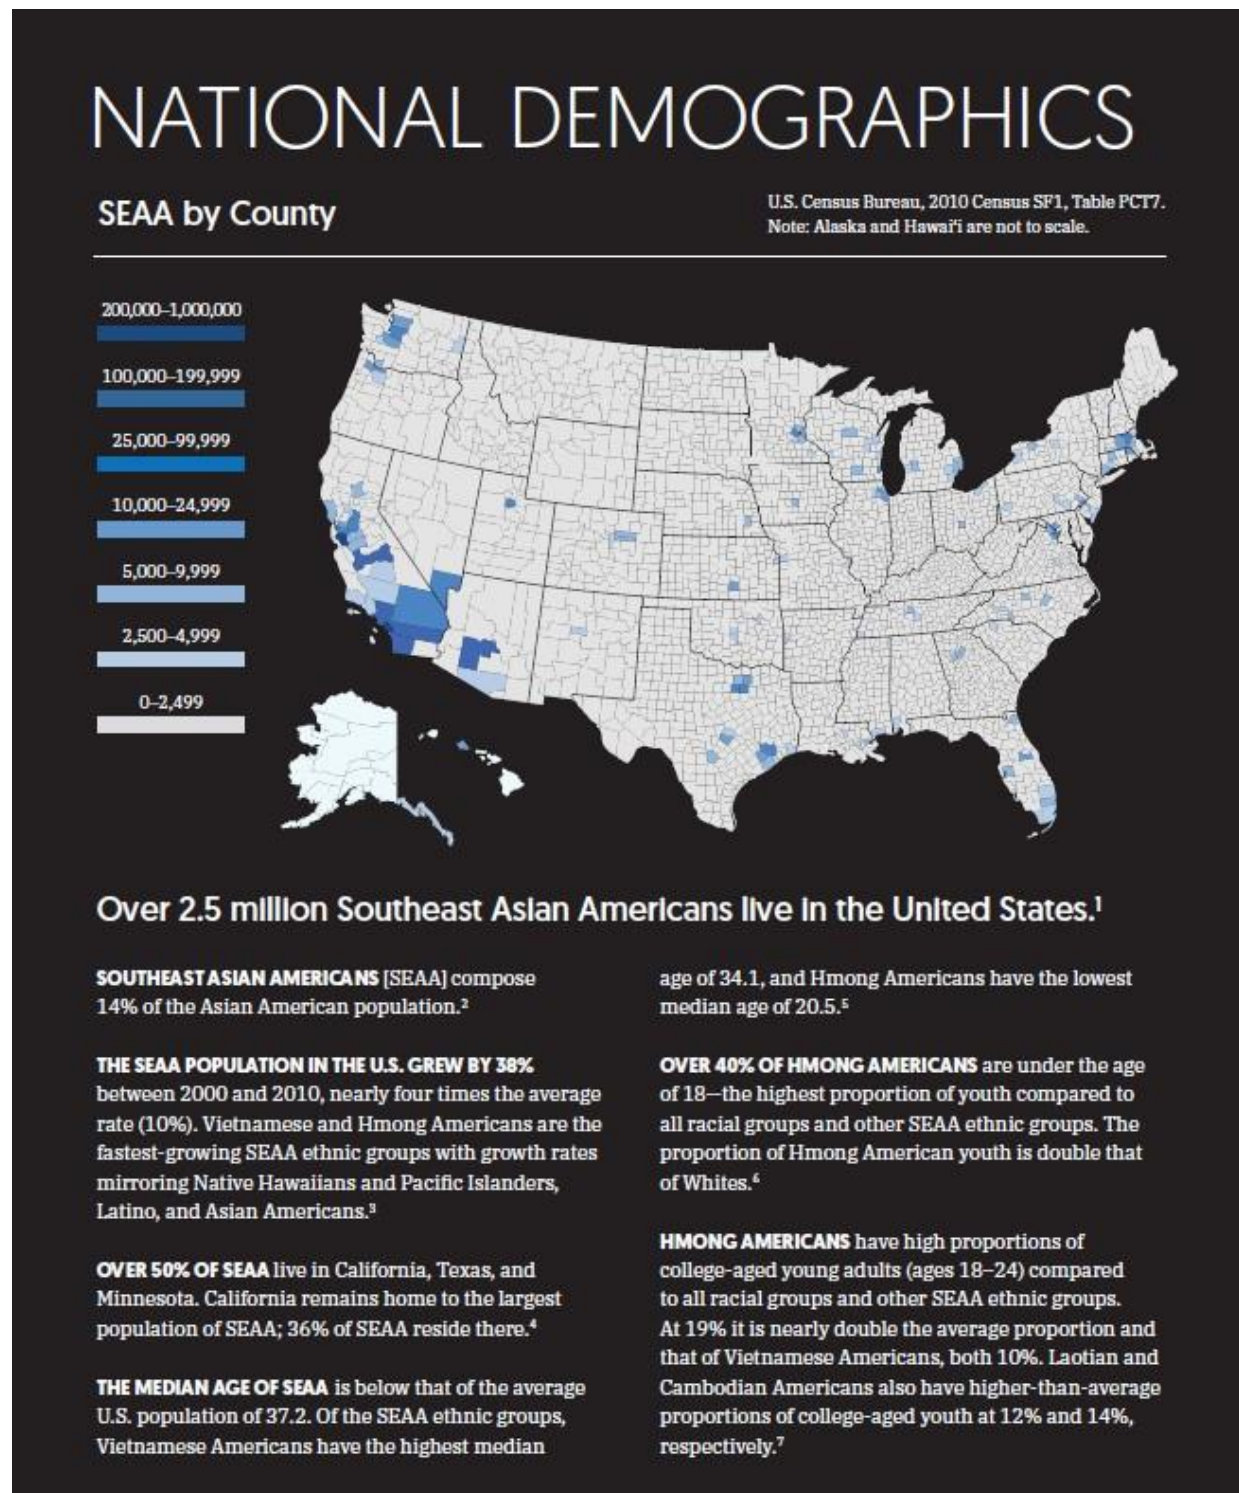 NATIONAL DEMOGRAPHICS
SEAA by County
U.S. Census Bureau, 2010 Census SF1, Table PCT7.
Note: Alaska and Hawai'i are not to scale.
200,000–1,000,000
100,000–199,999
25,000–99,999
10,000–24,999
5,000–9,999
2,500–4,999
0–2,499
Over 2.5 million Southeast Asian Americans live in the United States.¹
SOUTHEAST ASIAN AMERICANS [SEAA] compose
14% of the Asian American population.²
THE SEAA POPULATION IN THE U.S. GREW BY 38%
between 2000 and 2010, nearly four times the average
rate (10%). Vietnamese and Hmong Americans are the
fastest-growing SEAA ethnic groups with growth rates
mirroring Native Hawaiians and Pacific Islanders,
Latino, and Asian Americans.³
OVER 50% OF SEAA live in California, Texas, and
Minnesota. California remains home to the largest
population of SEAA; 36% of SEAA reside there.⁴
THE MEDIAN AGE OF SEAA is below that of the average
U.S. population of 37.2. Of the SEAA ethnic groups,
Vietnamese Americans have the highest median
age of 34.1, and Hmong Americans have the lowest
median age of 20.5.⁵
OVER 40% OF HMONG AMERICANS are under the age
of 18—the highest proportion of youth compared to
all racial groups and other SEAA ethnic groups. The
proportion of Hmong American youth is double that
of Whites.⁶
HMONG AMERICANS have high proportions of
college-aged young adults (ages 18–24) compared
to all racial groups and other SEAA ethnic groups.
At 19% it is nearly double the average proportion and
that of Vietnamese Americans, both 10%. Laotian and
Cambodian Americans also have higher-than-average
proportions of college-aged youth at 12% and 14%,
respectively.⁷